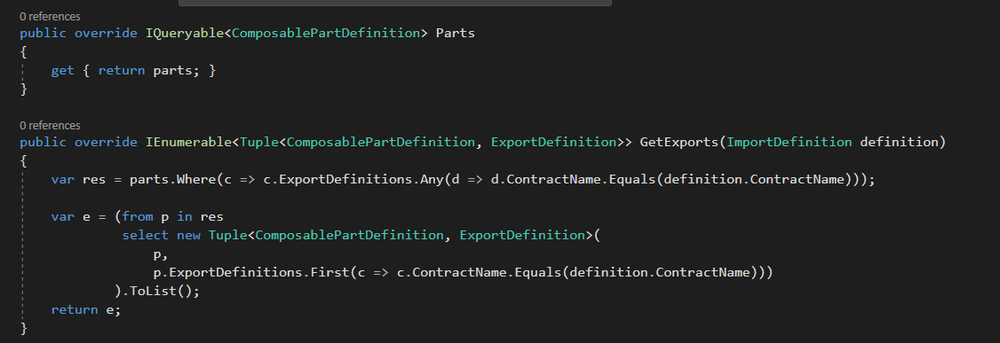 0 references
public override IQueryable<ComposablePartDefinition> Parts
{
    get { return parts; }
}
0 references
public override IEnumerable<Tuple<ComposablePartDefinition, ExportDefinition>> GetExports(ImportDefinition definition)
{
    var res = parts.Where(c => c.ExportDefinitions.Any(d => d.ContractName.Equals(definition.ContractName)));
    var e = (from p in res
             select new Tuple<ComposablePartDefinition, ExportDefinition>(
                 p,
                 p.ExportDefinitions.First(c => c.ContractName.Equals(definition.ContractName)))
            ).ToList();
    return e;
}